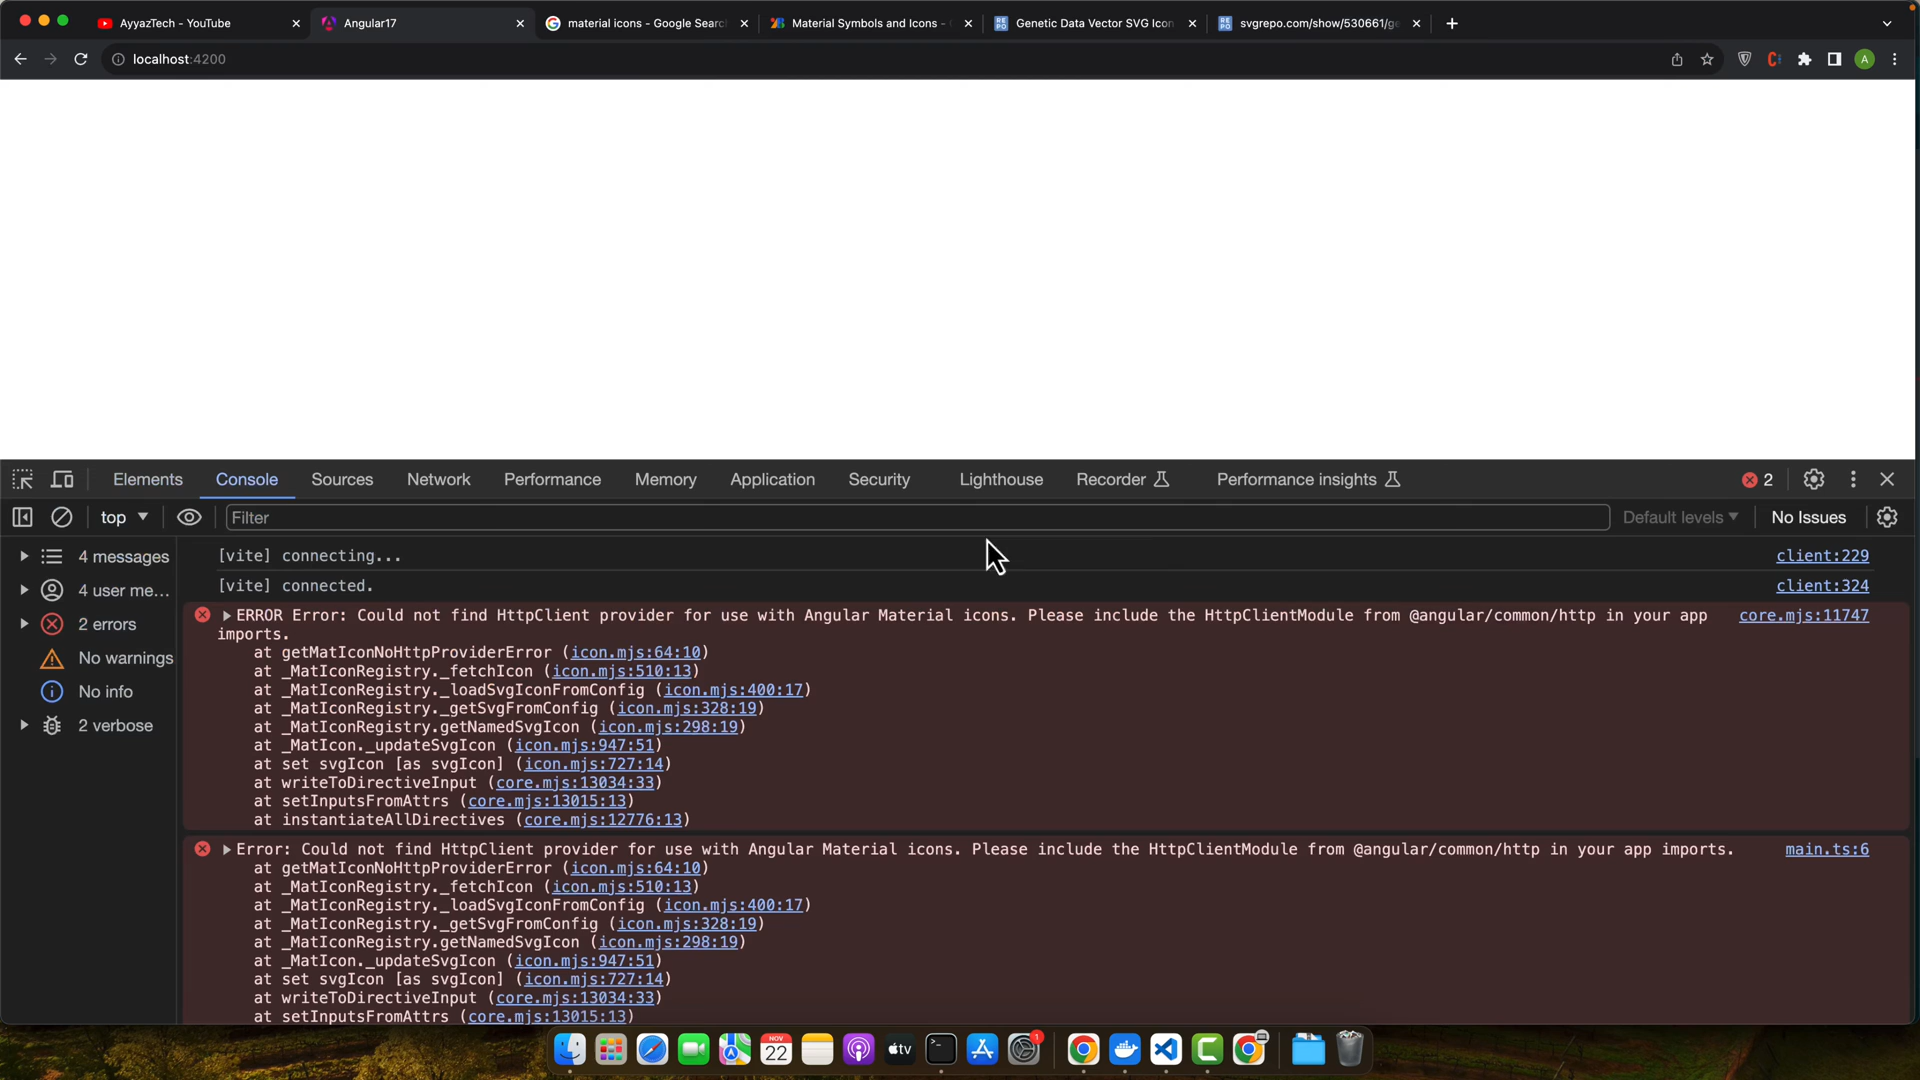 AyyazTech - YouTube
Angular17
material icons - Google Searc
Material Symbols and Icons -
Genetic Data Vector SVG Icon
svgrepo.com/show/530661/ge
localhost:4200
A
Elements Console Sources Network Performance Memory Application Security Lighthouse Recorder Performance insights 2
top Filter Default levels No Issues
4 messages
4 user me...
2 errors
No warnings
No info
2 verbose
[vite] connecting... client:229
[vite] connected. client:324
ERROR Error: Could not find HttpClient provider for use with Angular Material icons. Please include the HttpClientModule from @angular/common/http in your app core.mjs:11747
imports.
at getMatIconNoHttpProviderError (icon.mjs:64:10)
at _MatIconRegistry._fetchIcon (icon.mjs:510:13)
at _MatIconRegistry._loadSvgIconFromConfig (icon.mjs:400:17)
at _MatIconRegistry._getSvgFromConfig (icon.mjs:328:19)
at _MatIconRegistry.getNamedSvgIcon (icon.mjs:298:19)
at _MatIcon._updateSvgIcon (icon.mjs:947:51)
at set svgIcon [as svgIcon] (icon.mjs:727:14)
at writeToDirectiveInput (core.mjs:13034:33)
at setInputsFromAttrs (core.mjs:13015:13)
at instantiateAllDirectives (core.mjs:12776:13)
Error: Could not find HttpClient provider for use with Angular Material icons. Please include the HttpClientModule from @angular/common/http in your app imports. main.ts:6
at getMatIconNoHttpProviderError (icon.mjs:64:10)
at _MatIconRegistry._fetchIcon (icon.mjs:510:13)
at _MatIconRegistry._loadSvgIconFromConfig (icon.mjs:400:17)
at _MatIconRegistry._getSvgFromConfig (icon.mjs:328:19)
at _MatIconRegistry.getNamedSvgIcon (icon.mjs:298:19)
at _MatIcon._updateSvgIcon (icon.mjs:947:51)
at set svgIcon [as svgIcon] (icon.mjs:727:14)
at writeToDirectiveInput (core.mjs:13034:33)
at setInputsFromAttrs (core.mjs:13015:13)
NOV
22
tv
1